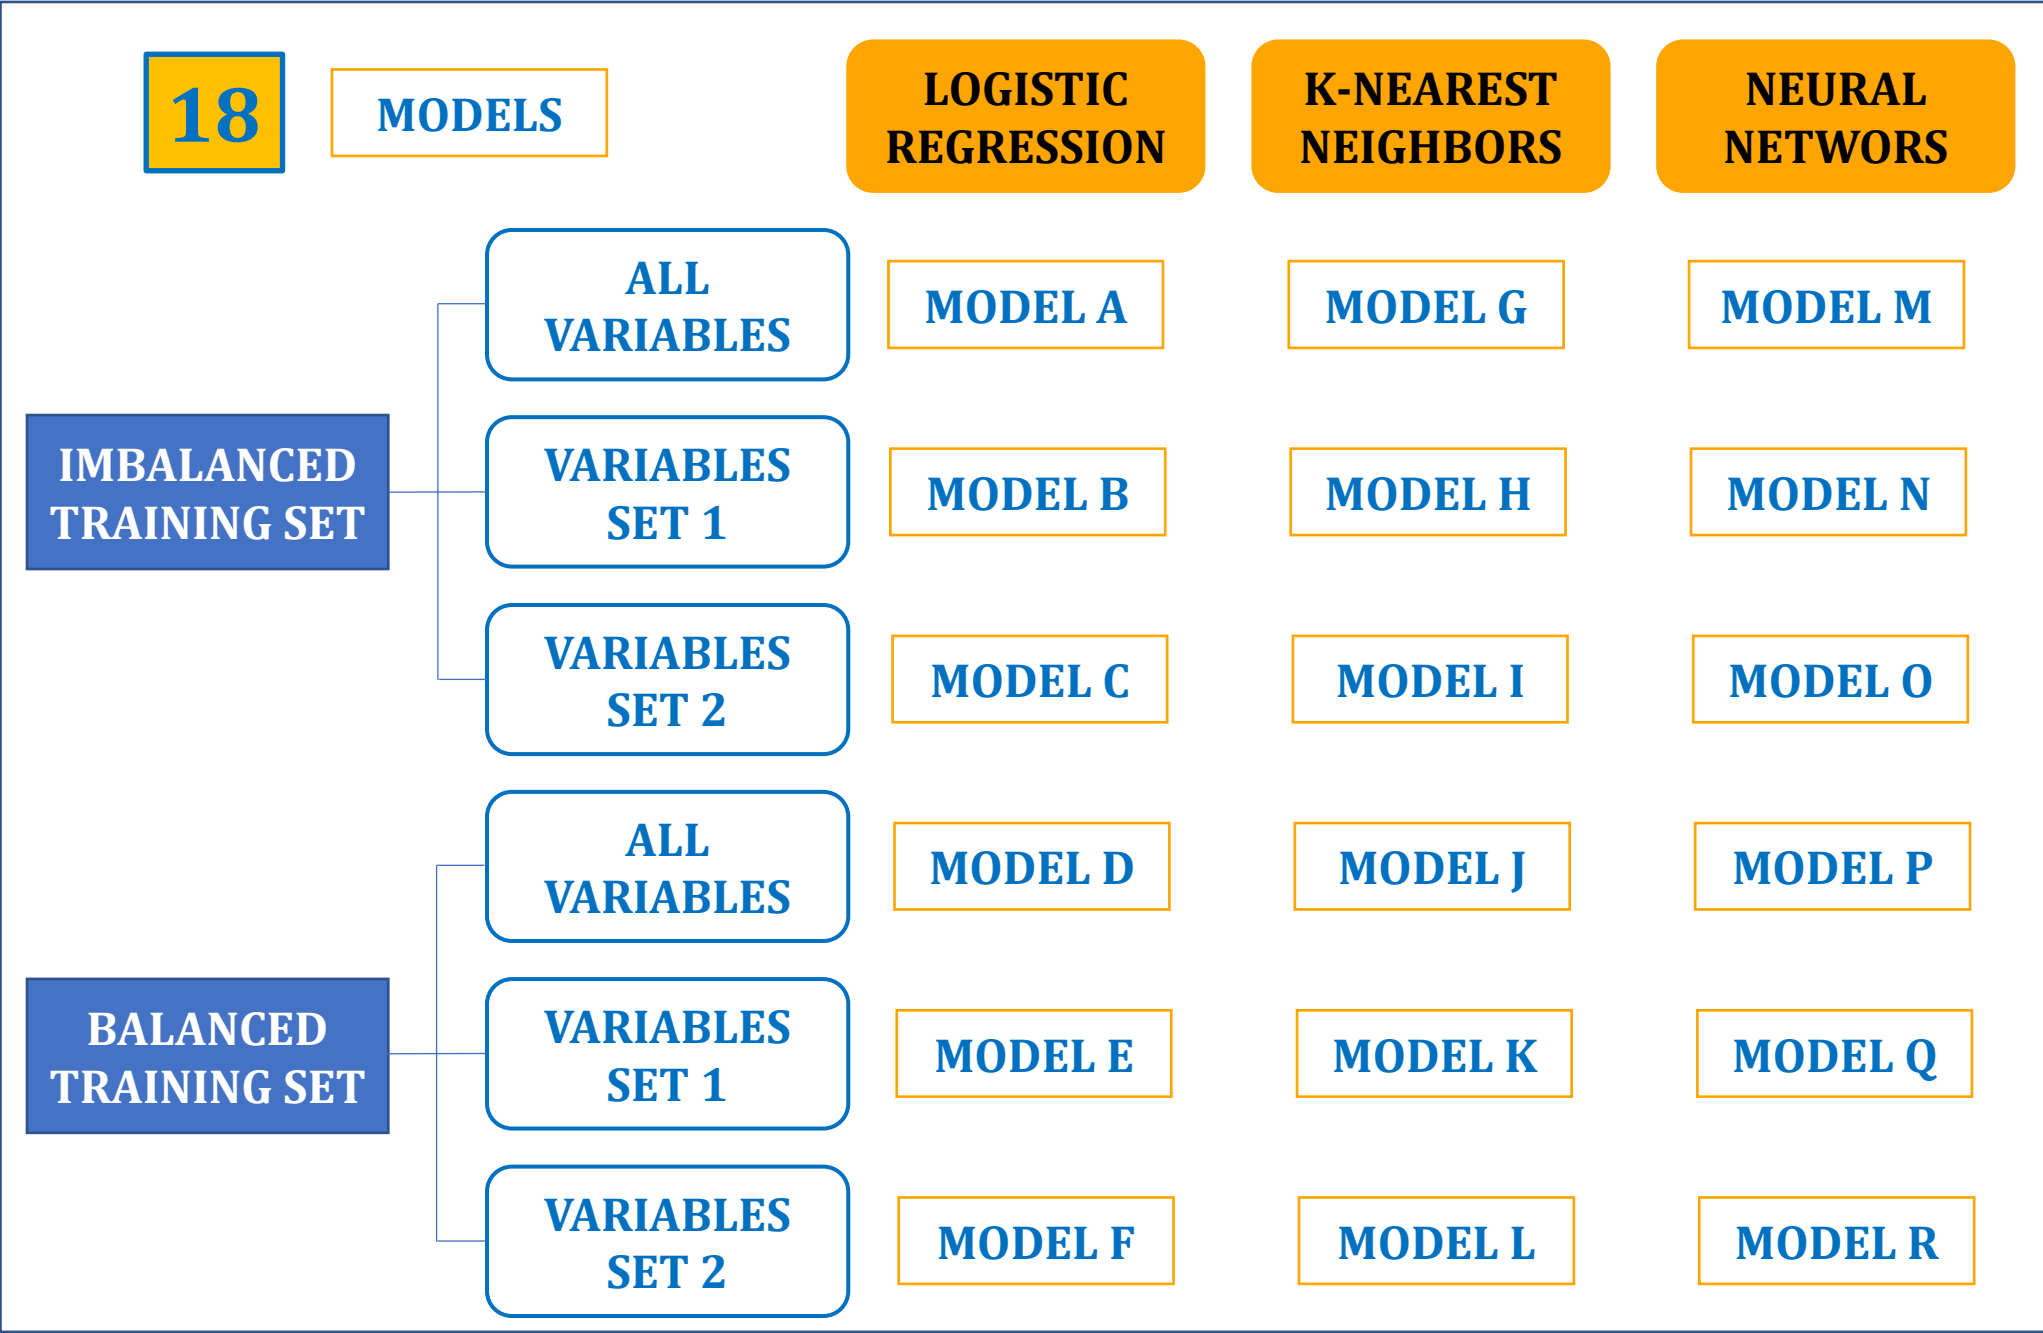 18
MODELS
LOGISTIC
REGRESSION
K-NEAREST
NEIGHBORS
NEURAL
NETWORS
IMBALANCED
TRAINING SET
ALL
VARIABLES
MODEL A
MODEL G
MODEL M
VARIABLES
SET 1
MODEL B
MODEL H
MODEL N
VARIABLES
SET 2
MODEL C
MODEL I
MODEL O
BALANCED
TRAINING SET
ALL
VARIABLES
MODEL D
MODEL J
MODEL P
VARIABLES
SET 1
MODEL E
MODEL K
MODEL Q
VARIABLES
SET 2
MODEL F
MODEL L
MODEL R